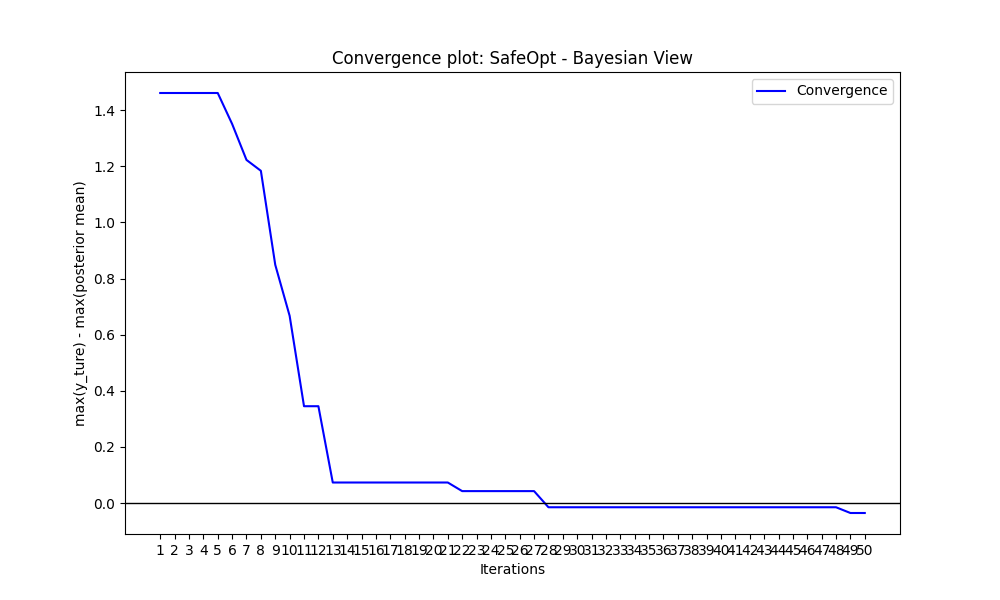 Convergence plot: SafeOpt - Bayesian View
Convergence
max(y_ture) - max(posterior mean)
1.4
1.2
1.0
0.8
0.6
0.4
0.2
0.0
1 2 3 4 5 6 7 8 9 10 11 12 13 14 15 16 17 18 19 20 21 22 23 24 25 26 27 28 29 30 31 32 33 34 35 36 37 38 39 40 41 42 43 44 45 46 47 48 49 50
Iterations